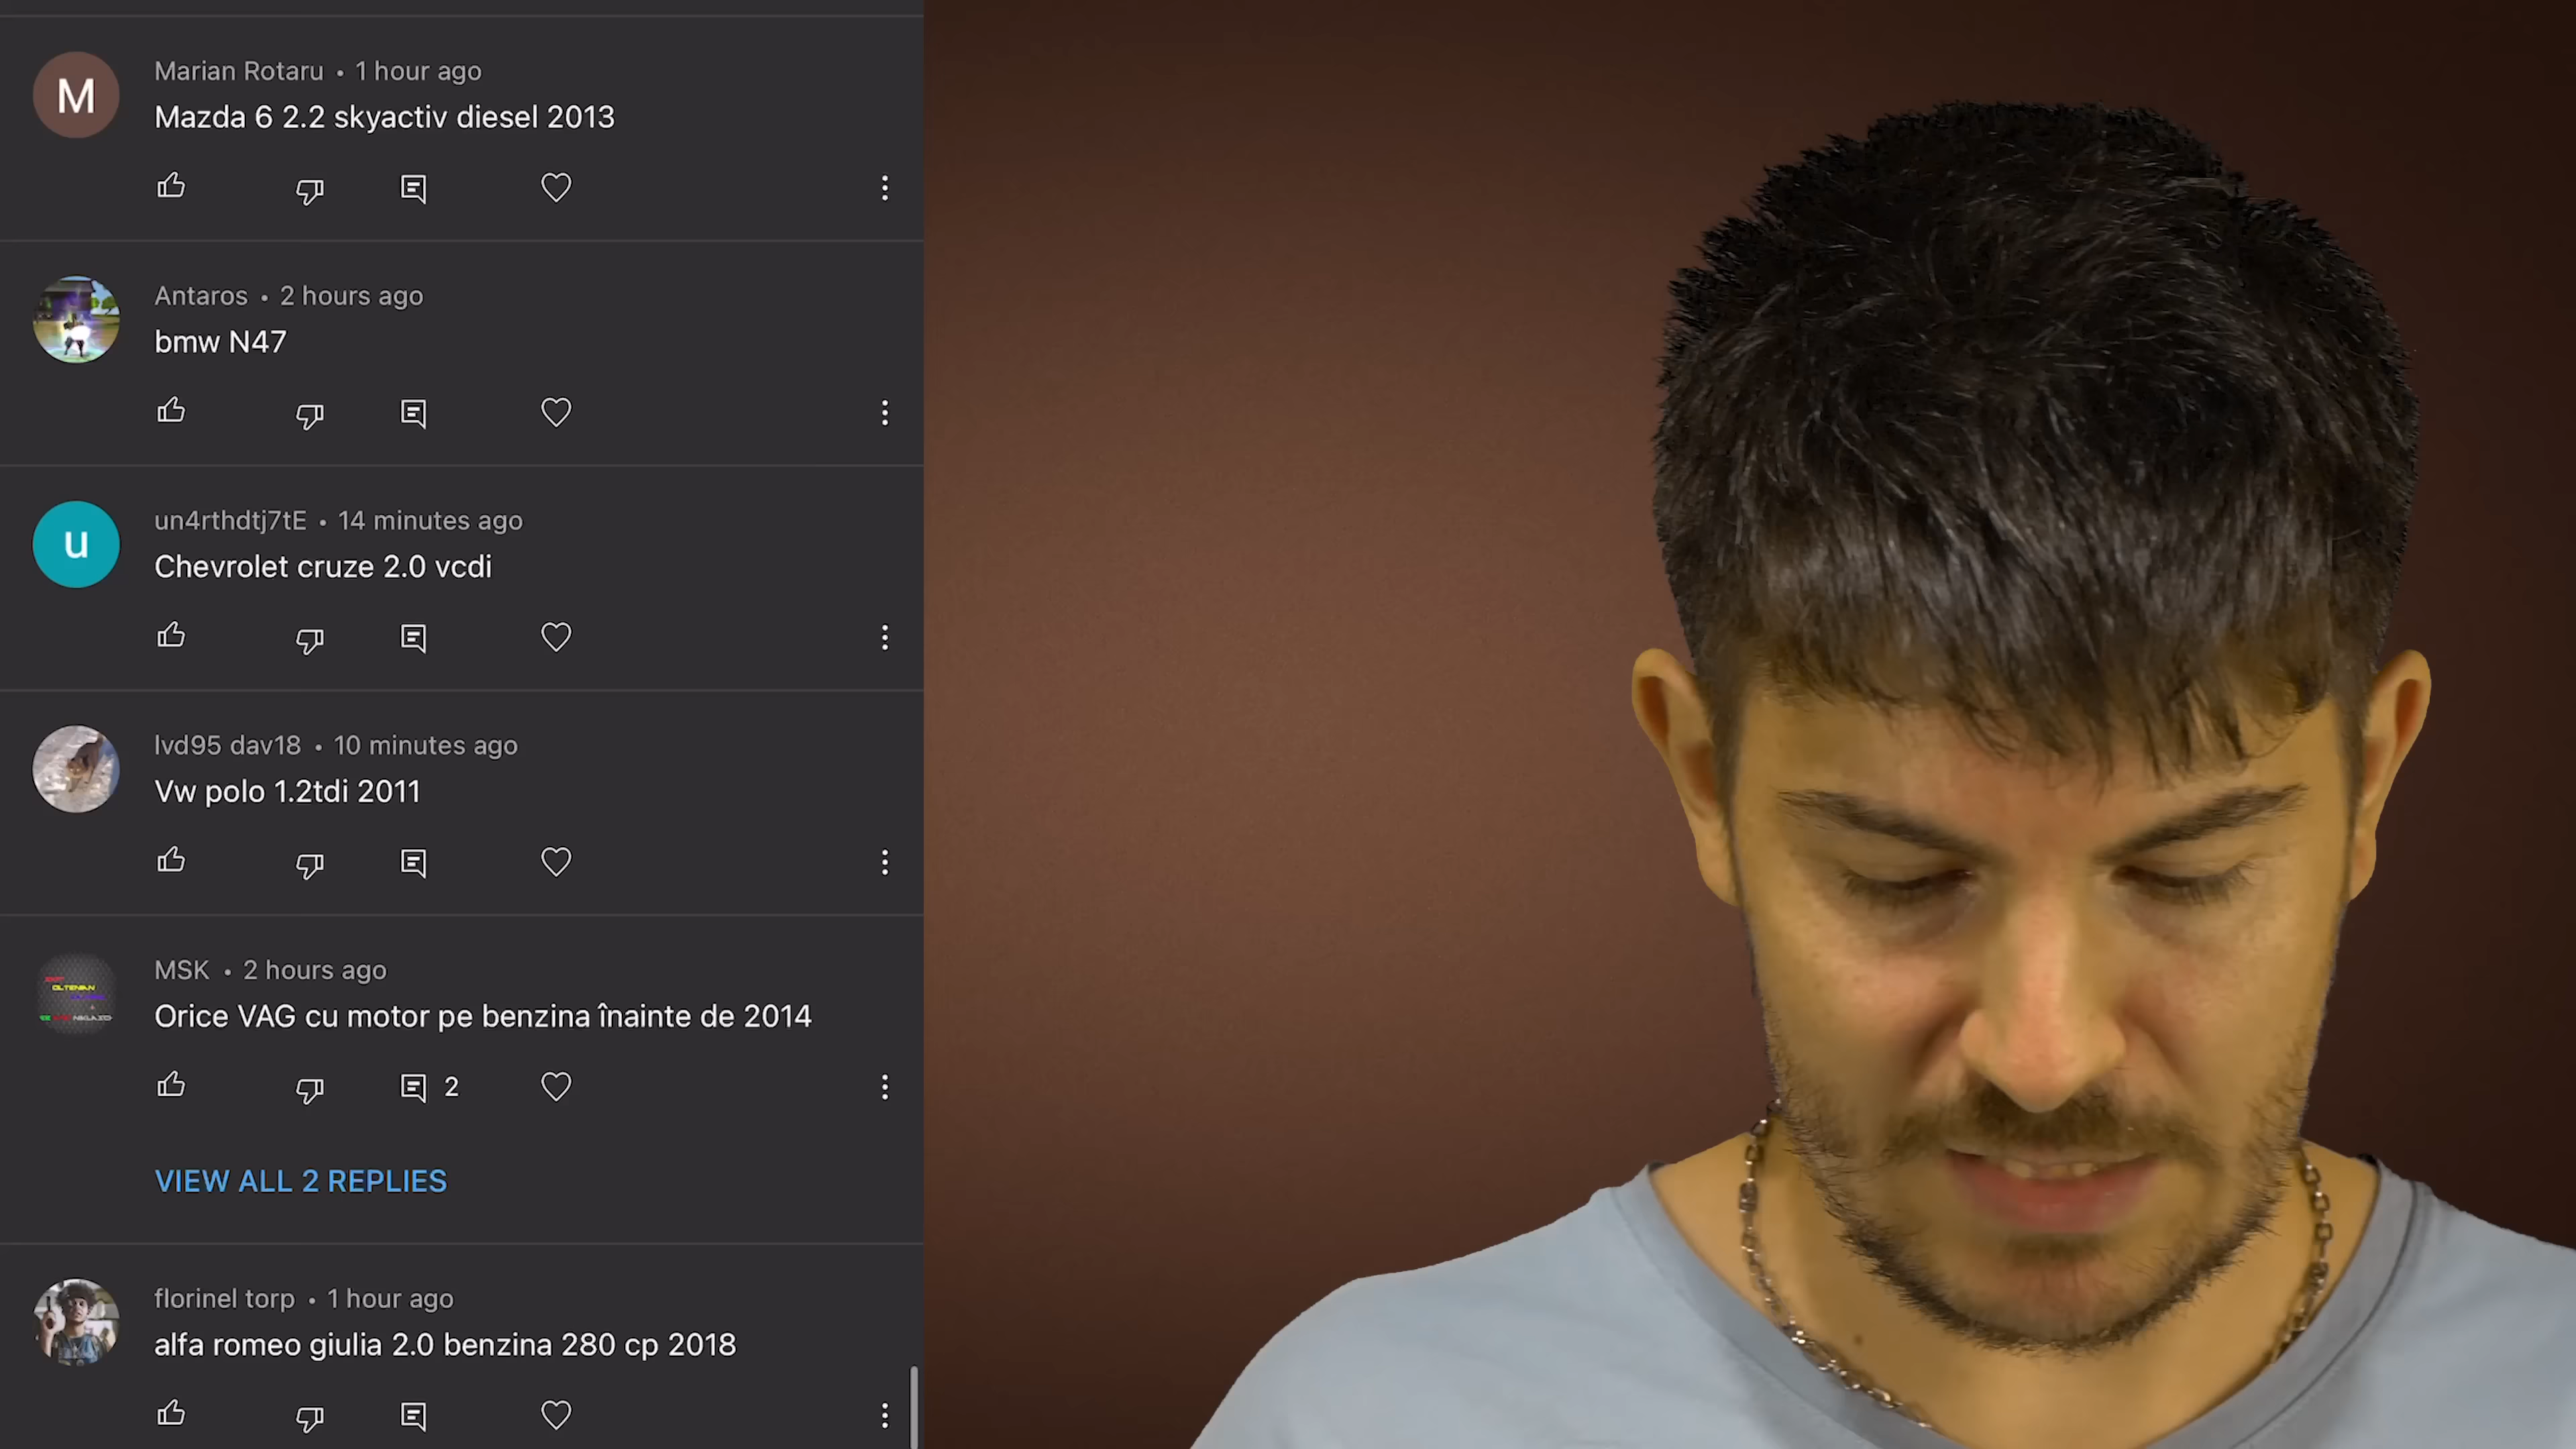 Marian Rotaru • 1 hour ago
M
Mazda 6 2.2 skyactiv diesel 2013
Antaros • 2 hours ago
bmw N47
un4rthdtj7tE • 14 minutes ago
u
Chevrolet cruze 2.0 vcdi
lvd95 dav18 • 10 minutes ago
Vw polo 1.2tdi 2011
MSK • 2 hours ago
OLTENIAN
Orice VAG cu motor pe benzina înainte de 2014
2
VIEW ALL 2 REPLIES
florinel torp • 1 hour ago
alfa romeo giulia 2.0 benzina 280 cp 2018